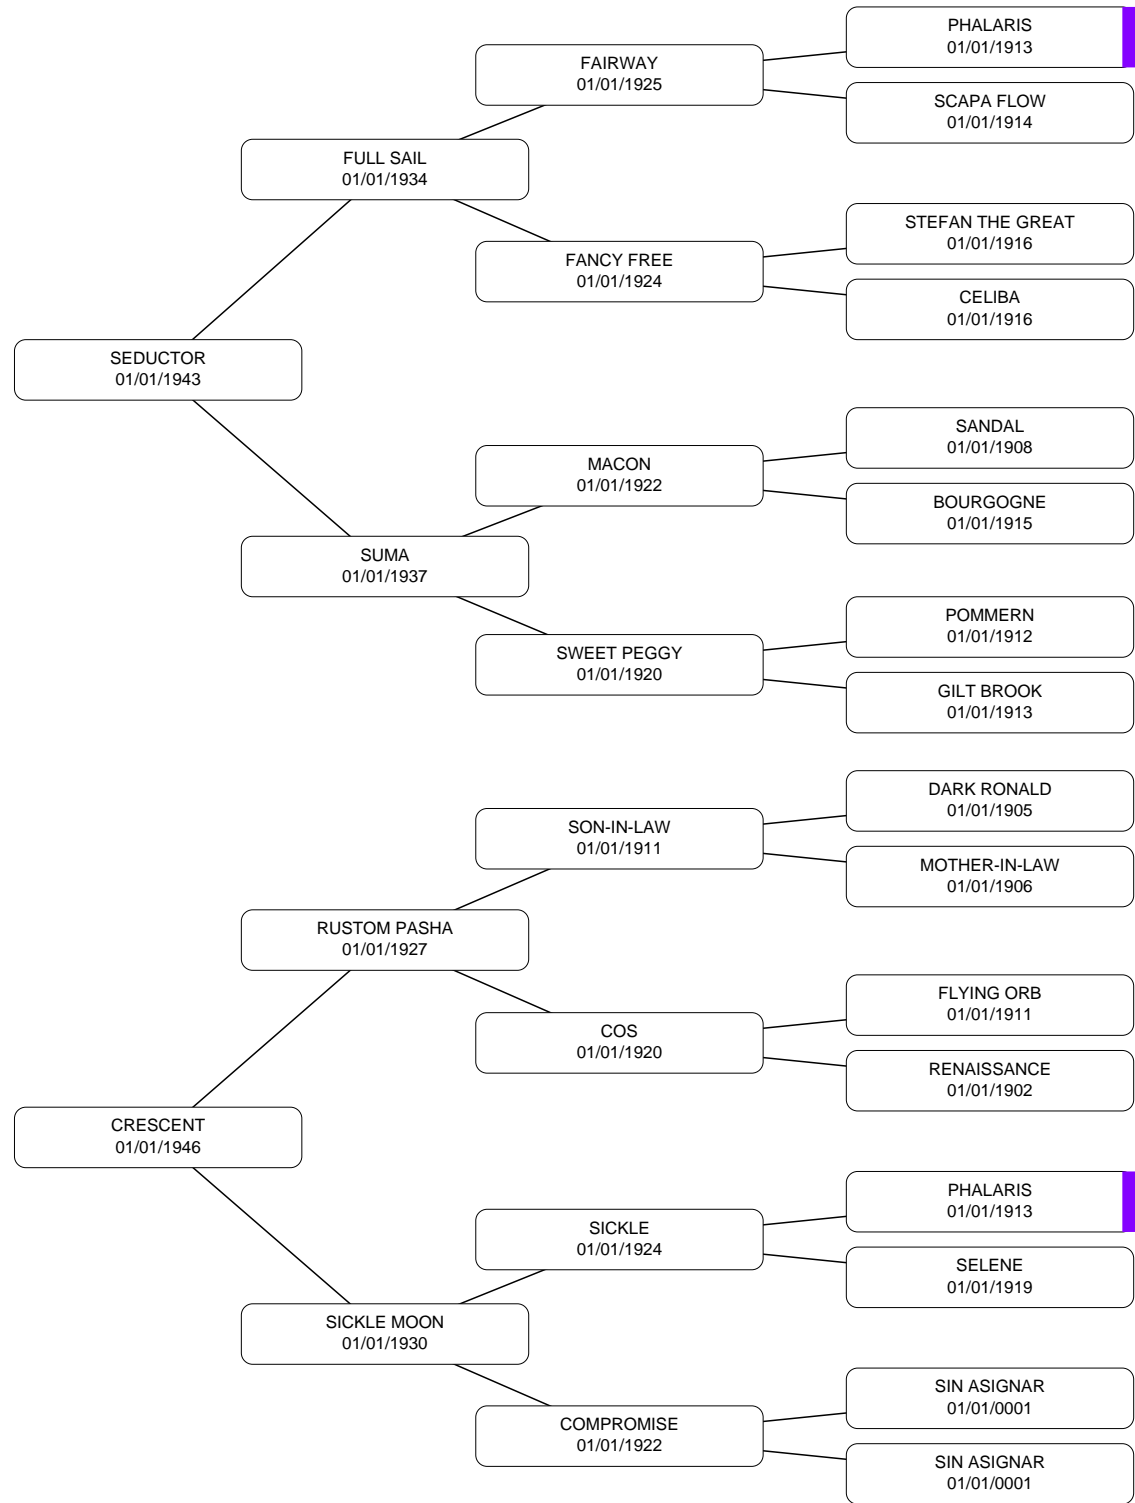 PHALARIS
01/01/1913
FAIRWAY
01/01/1925
SCAPA FLOW
01/01/1914
FULL SAIL
01/01/1934
STEFAN THE GREAT
01/01/1916
FANCY FREE
01/01/1924
CELIBA
01/01/1916
SEDUCTOR
01/01/1943
SANDAL
01/01/1908
MACON
01/01/1922
BOURGOGNE
01/01/1915
SUMA
01/01/1937
POMMERN
01/01/1912
SWEET PEGGY
01/01/1920
GILT BROOK
01/01/1913
DARK RONALD
01/01/1905
SON-IN-LAW
01/01/1911
MOTHER-IN-LAW
01/01/1906
RUSTOM PASHA
01/01/1927
FLYING ORB
01/01/1911
COS
01/01/1920
RENAISSANCE
01/01/1902
CRESCENT
01/01/1946
PHALARIS
01/01/1913
SICKLE
01/01/1924
SELENE
01/01/1919
SICKLE MOON
01/01/1930
SIN ASIGNAR
01/01/0001
COMPROMISE
01/01/1922
SIN ASIGNAR
01/01/0001